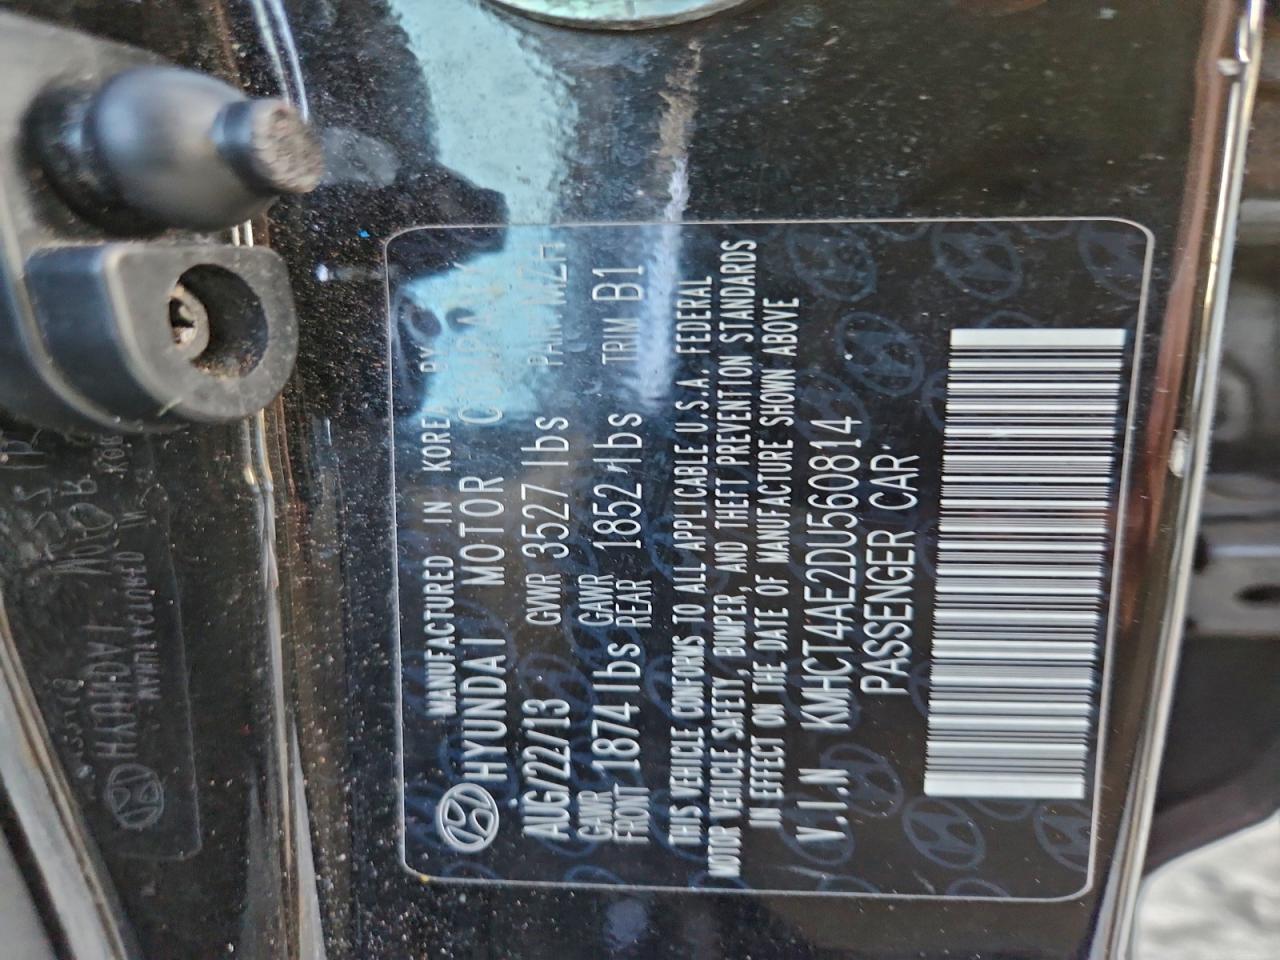 MANUFACTURED IN KOREA BY
HYUNDAI MOTOR COMPANY
AUG/22/13 GVWR 3527 lbs PAINT MZH
GAWR FRONT 1874 lbs GAWR REAR 1852 lbs TRIM B1
THIS VEHICLE CONFORMS TO ALL APPLICABLE U.S.A. FEDERAL
MOTOR VEHICLE SAFETY, BUMPER, AND THEFT PREVENTION STANDARDS
IN EFFECT ON THE DATE OF MANUFACTURE SHOWN ABOVE
V.I.N KMHCT4AE2DU560814
PASSENGER CAR